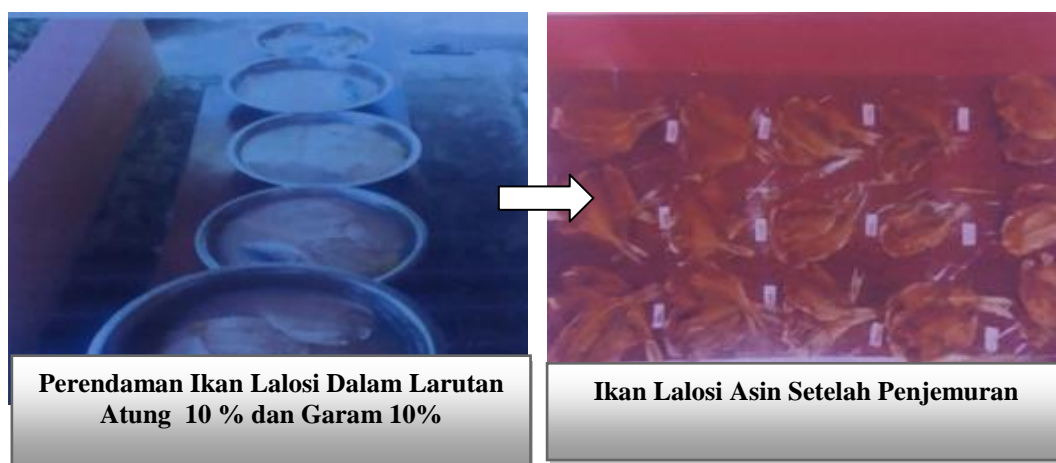 Perendaman Ikan Lalosi Dalam Larutan
Atung 10 % dan Garam 10%
Ikan Lalosi Asin Setelah Penjemuran